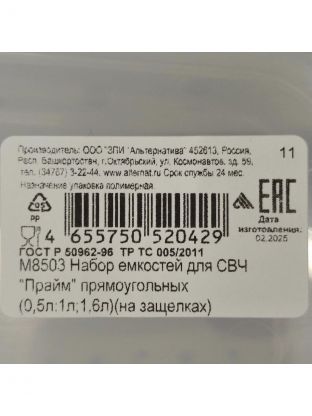 Производитель: ООО "ЗПИ "Альтернатива" 452613, Россия,
Респ. Башкортостан, г.Октябрьский, ул. Космонавтов, зд. 59,
тел. (34767) 3-22-44, www.alternat.ru Срок службы 24 мес.
Назначение упаковка полимерная.
11
05
PP
EAC
Дата
изготовления:
02.2025
4 655750 520429
ГОСТ Р 50962-96 ТР ТС 005/2011
М8503 Набор емкостей для СВЧ
"Прайм" прямоугольных
(0,5л:1л;1,6л)(на защелках)